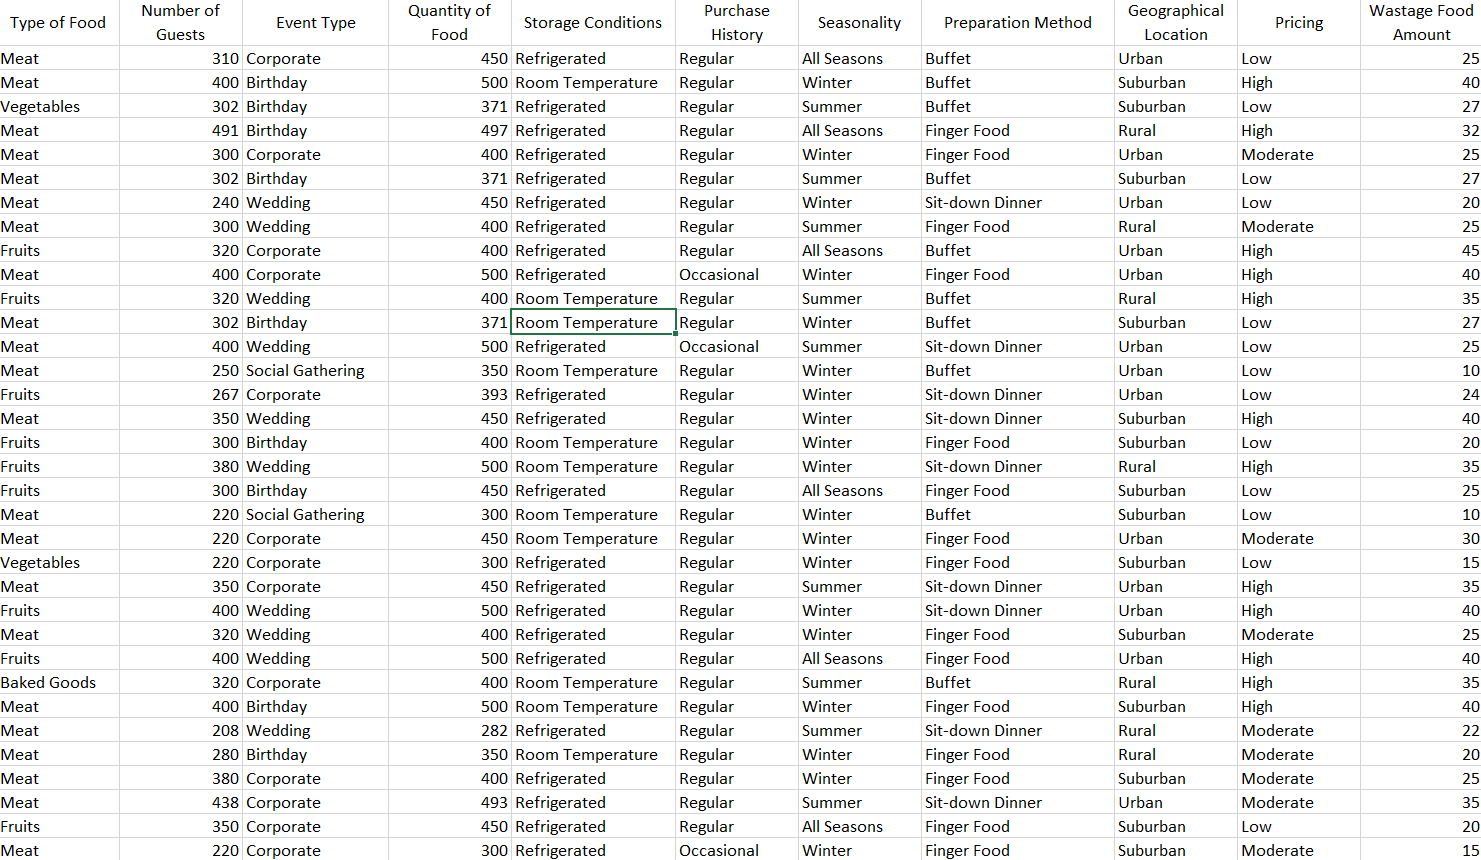 Type of Food Number of Guests Event Type Quantity of Food Storage Conditions Purchase History Seasonality Preparation Method Geographical Location Pricing Wastage Food Amount
Meat 310 Corporate 450 Refrigerated Regular All Seasons Buffet Urban Low 25
Meat 400 Birthday 500 Room Temperature Regular Winter Buffet Suburban High 40
Vegetables 302 Birthday 371 Refrigerated Regular Summer Buffet Suburban Low 27
Meat 491 Birthday 497 Refrigerated Regular All Seasons Finger Food Rural High 32
Meat 300 Corporate 400 Refrigerated Regular Winter Finger Food Urban Moderate 25
Meat 302 Birthday 371 Refrigerated Regular Summer Buffet Suburban Low 27
Meat 240 Wedding 450 Refrigerated Regular Winter Sit-down Dinner Urban Low 20
Meat 300 Wedding 400 Refrigerated Regular Summer Finger Food Rural Moderate 25
Fruits 320 Corporate 400 Refrigerated Regular All Seasons Buffet Urban High 45
Meat 400 Corporate 500 Refrigerated Occasional Winter Finger Food Urban High 40
Fruits 320 Wedding 400 Room Temperature Regular Summer Buffet Rural High 35
Meat 302 Birthday 371 Room Temperature Regular Winter Buffet Suburban Low 27
Meat 400 Wedding 500 Refrigerated Occasional Summer Sit-down Dinner Urban Low 25
Meat 250 Social Gathering 350 Room Temperature Regular Winter Buffet Urban Low 10
Fruits 267 Corporate 393 Refrigerated Regular Winter Sit-down Dinner Urban Low 24
Meat 350 Wedding 450 Refrigerated Regular Winter Sit-down Dinner Suburban High 40
Fruits 300 Birthday 400 Room Temperature Regular Winter Finger Food Suburban Low 20
Fruits 380 Wedding 500 Room Temperature Regular Winter Sit-down Dinner Rural High 35
Fruits 300 Birthday 450 Refrigerated Regular All Seasons Finger Food Suburban Low 25
Meat 220 Social Gathering 300 Room Temperature Regular Winter Buffet Suburban Low 10
Meat 220 Corporate 450 Room Temperature Regular Winter Finger Food Urban Moderate 30
Vegetables 220 Corporate 300 Refrigerated Regular Winter Finger Food Suburban Low 15
Meat 350 Corporate 450 Refrigerated Regular Summer Sit-down Dinner Urban High 35
Fruits 400 Wedding 500 Refrigerated Regular Winter Sit-down Dinner Urban High 40
Meat 320 Wedding 400 Refrigerated Regular Winter Finger Food Suburban Moderate 25
Fruits 400 Wedding 500 Refrigerated Regular All Seasons Finger Food Urban High 40
Baked Goods 320 Corporate 400 Room Temperature Regular Summer Buffet Rural High 35
Meat 400 Birthday 500 Room Temperature Regular Winter Finger Food Suburban High 40
Meat 208 Wedding 282 Refrigerated Regular Summer Sit-down Dinner Rural Moderate 22
Meat 280 Birthday 350 Room Temperature Regular Winter Finger Food Rural Moderate 20
Meat 380 Corporate 400 Refrigerated Regular Winter Finger Food Suburban Moderate 25
Meat 438 Corporate 493 Refrigerated Regular Summer Sit-down Dinner Urban Moderate 35
Fruits 350 Corporate 450 Refrigerated Regular All Seasons Finger Food Suburban Low 20
Meat 220 Corporate 300 Refrigerated Occasional Winter Finger Food Suburban Moderate 15